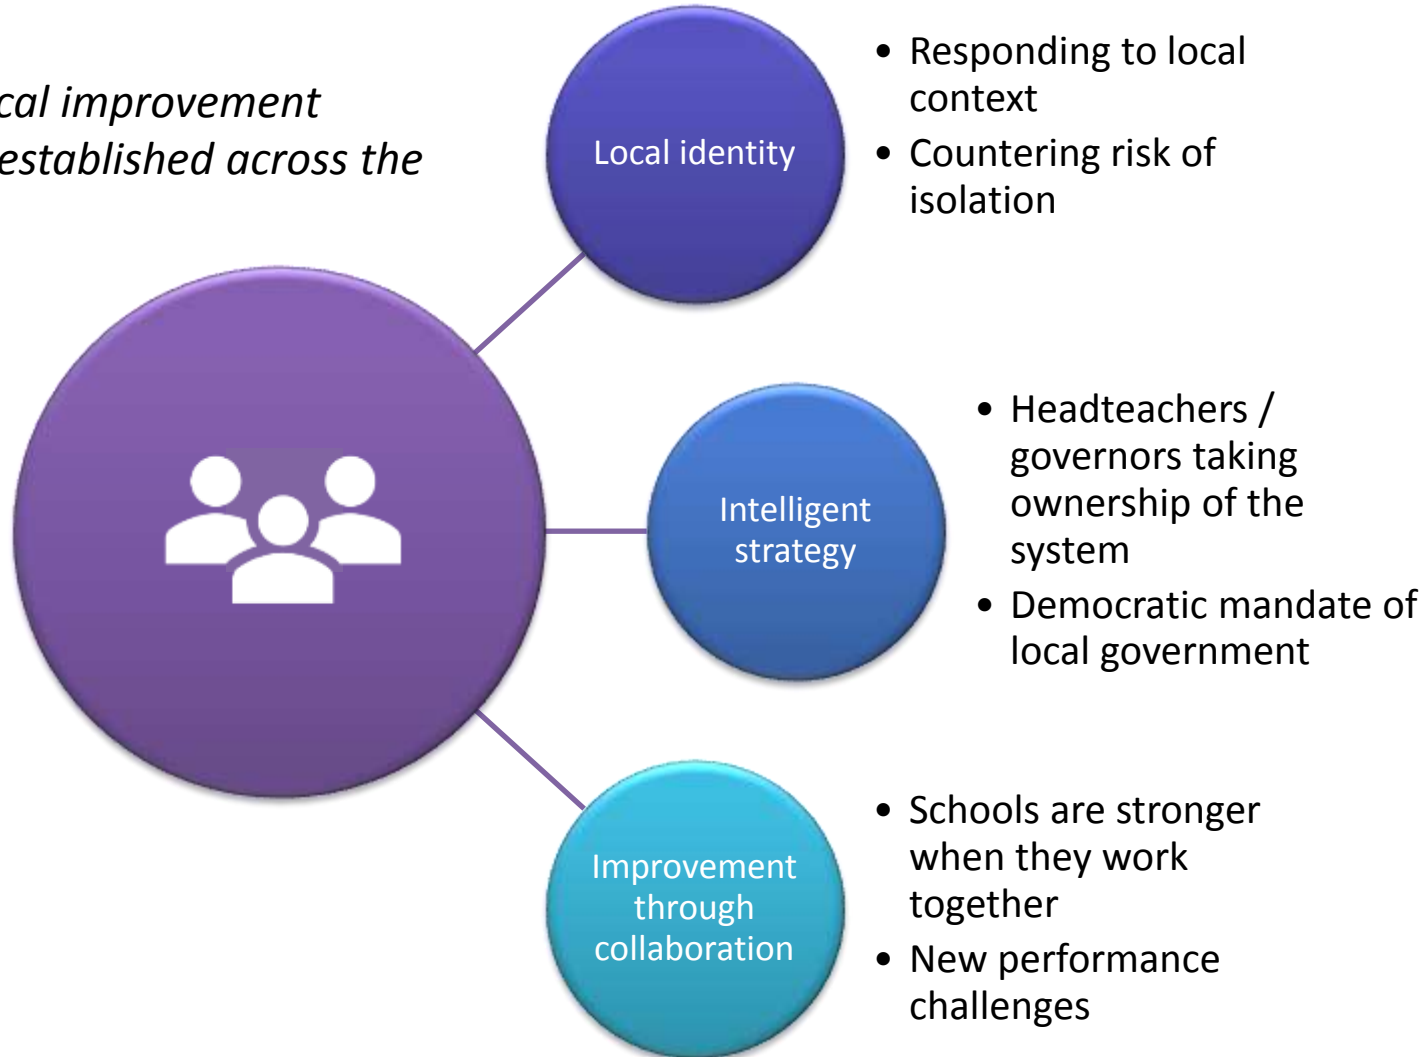 cal improvement
established across the
Local identity
• Responding to local
context
• Countering risk of
isolation
Intelligent
strategy
• Headteachers /
governors taking
ownership of the
system
• Democratic mandate of
local government
Improvement
through
collaboration
• Schools are stronger
when they work
together
• New performance
challenges